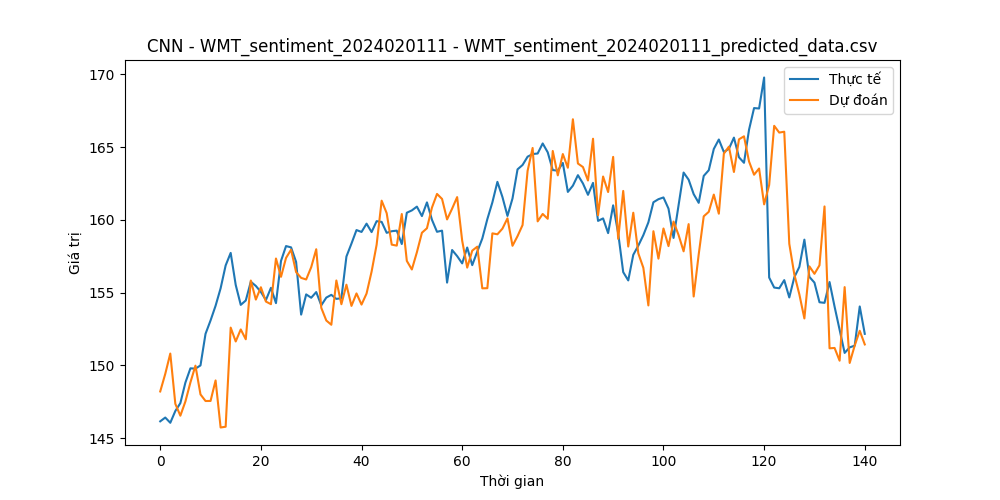 CNN - WMT_sentiment_2024020111 - WMT_sentiment_2024020111_predicted_data.csv
Thực tế
Dự đoán
Giá trị
170
165
160
155
150
145
0 20 40 60 80 100 120 140
Thời gian